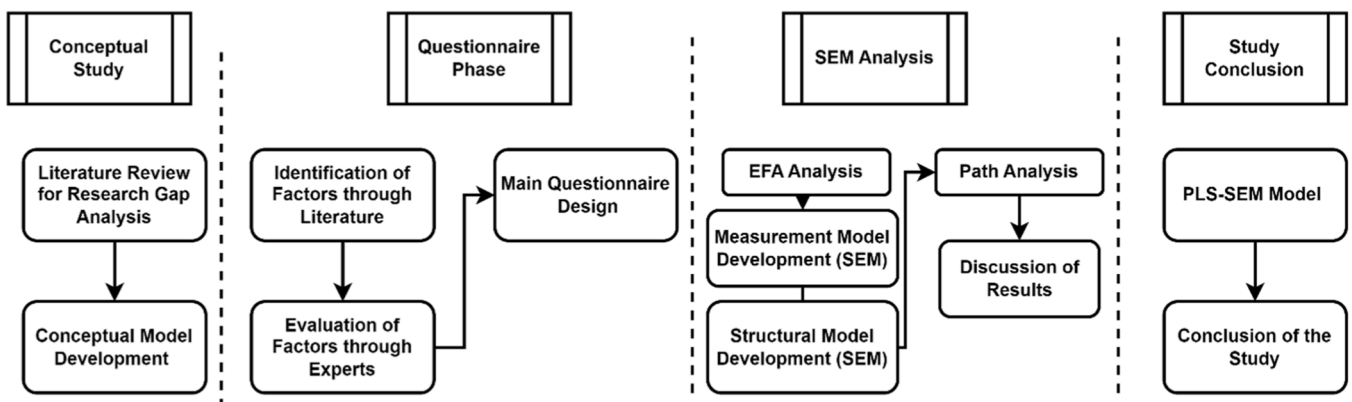 Conceptual
Study
Literature Review
for Research Gap
Analysis
Conceptual Model
Development
Questionnaire
Phase
Identification of
Factors through
Literature
Evaluation of
Factors through
Experts
Main Questionnaire
Design
SEM Analysis
EFA Analysis
Measurement Model
Development (SEM)
Structural Model
Development (SEM)
Path Analysis
Discussion of
Results
Study
Conclusion
PLS-SEM Model
Conclusion of the
Study